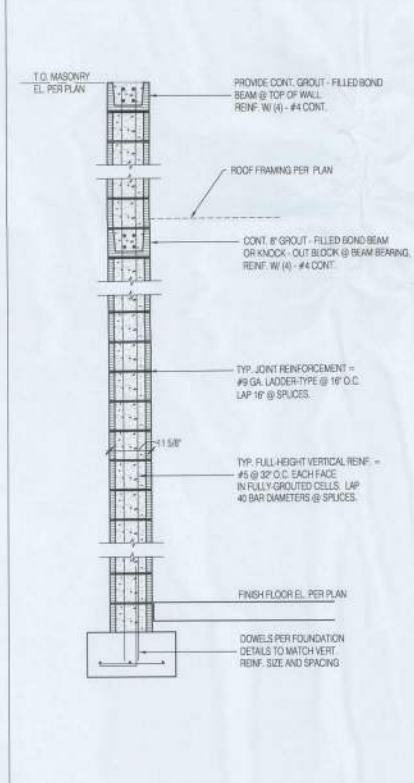 T.O. MASONRY
EL. PER PLAN
PROVIDE CONT. GROUT - FILLED BOND
BEAM @ TOP OF WALL
REINF. W/ (4) - #4 CONT.
ROOF FRAMING PER PLAN
CONT. 8" GROUT - FILLED BOND BEAM
OR KNOCK - OUT BLOCK @ BEAM BEARING,
REINF. W/ (4) - #4 CONT.
TYP. JOINT REINFORCEMENT =
#9 GA. LADDER-TYPE @ 16" O.C.
LAP 16" @ SPLICES.
11 5/8"
TYP. FULL-HEIGHT VERTICAL REINF. =
#5 @ 32" O.C. EACH FACE
IN FULLY-GROUTED CELLS. LAP
40 BAR DIAMETERS @ SPLICES.
FINISH FLOOR EL. PER PLAN
DOWELS PER FOUNDATION
DETAILS TO MATCH VERT.
REINF. SIZE AND SPACING